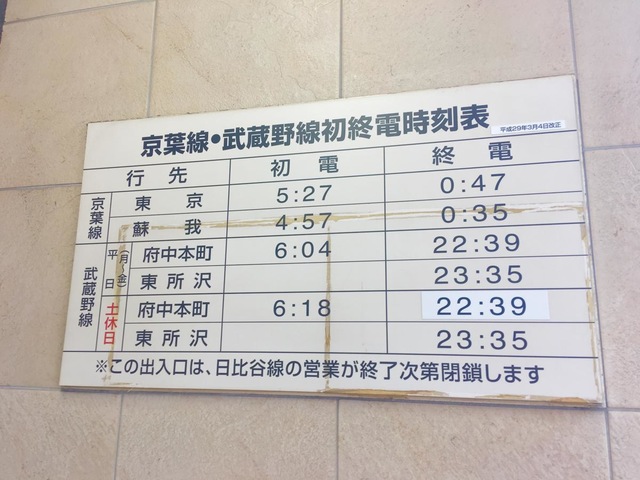 京葉線・武蔵野線初終電時刻表
平成29年3月4日改正
行先 初電 終電
京葉線 東京 5:27 0:47
蘇我 4:57 0:35
武蔵野線 平日(月~金) 府中本町 6:04 22:39
東所沢 23:35
土休日 府中本町 6:18 22:39
東所沢 23:35
※この出入口は、日比谷線の営業が終了次第閉鎖します